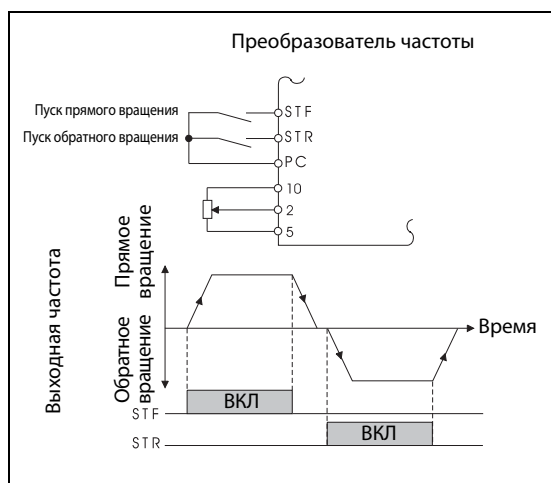 Преобразователь частоты
Пуск прямого вращения
STF
Пуск обратного вращения
STR
PC
10
2
5
Выходная частота
Прямое
вращение
Обратное
вращение
Время
ВКЛ
STF
ВКЛ
STR